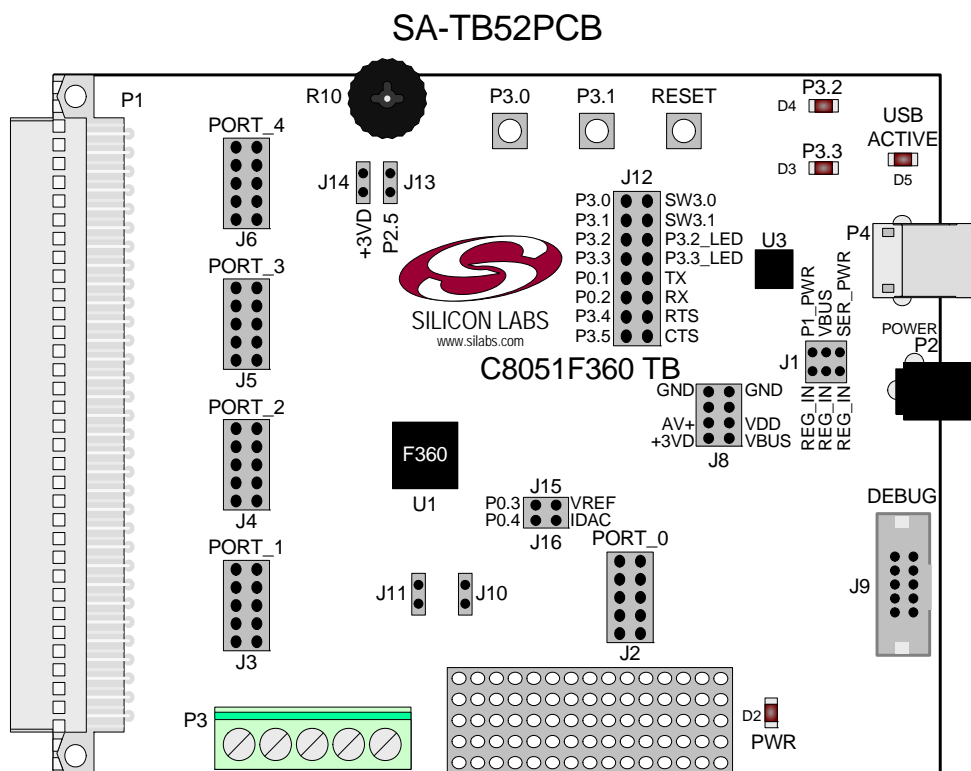 SA-TB52PCB
P1
R10
P3.0
P3.1
RESET
D4
P3.2
USB
ACTIVE
D5
D3
P3.3
PORT_4
J6
J14
J13
+3VD
P2.5
J12
P3.0 SW3.0
P3.1 SW3.1
P3.2 P3.2_LED
P3.3 P3.3_LED
P0.1 TX
P0.2 RX
P3.4 RTS
P3.5 CTS
U3
P4
PORT_3
J5
SILICON LABS
www.silabs.com
C8051F360 TB
P1_PWR
VBUS
SER_PWR
J1
REG_IN
REG_IN
REG_IN
POWER
P2
GND GND
AV+ VDD
+3VD VBUS
J8
PORT_2
J4
F360
U1
J15
P0.3 VREF
P0.4 IDAC
J16
DEBUG
J9
PORT_1
J3
J11
J10
PORT_0
J2
P3
D2
PWR